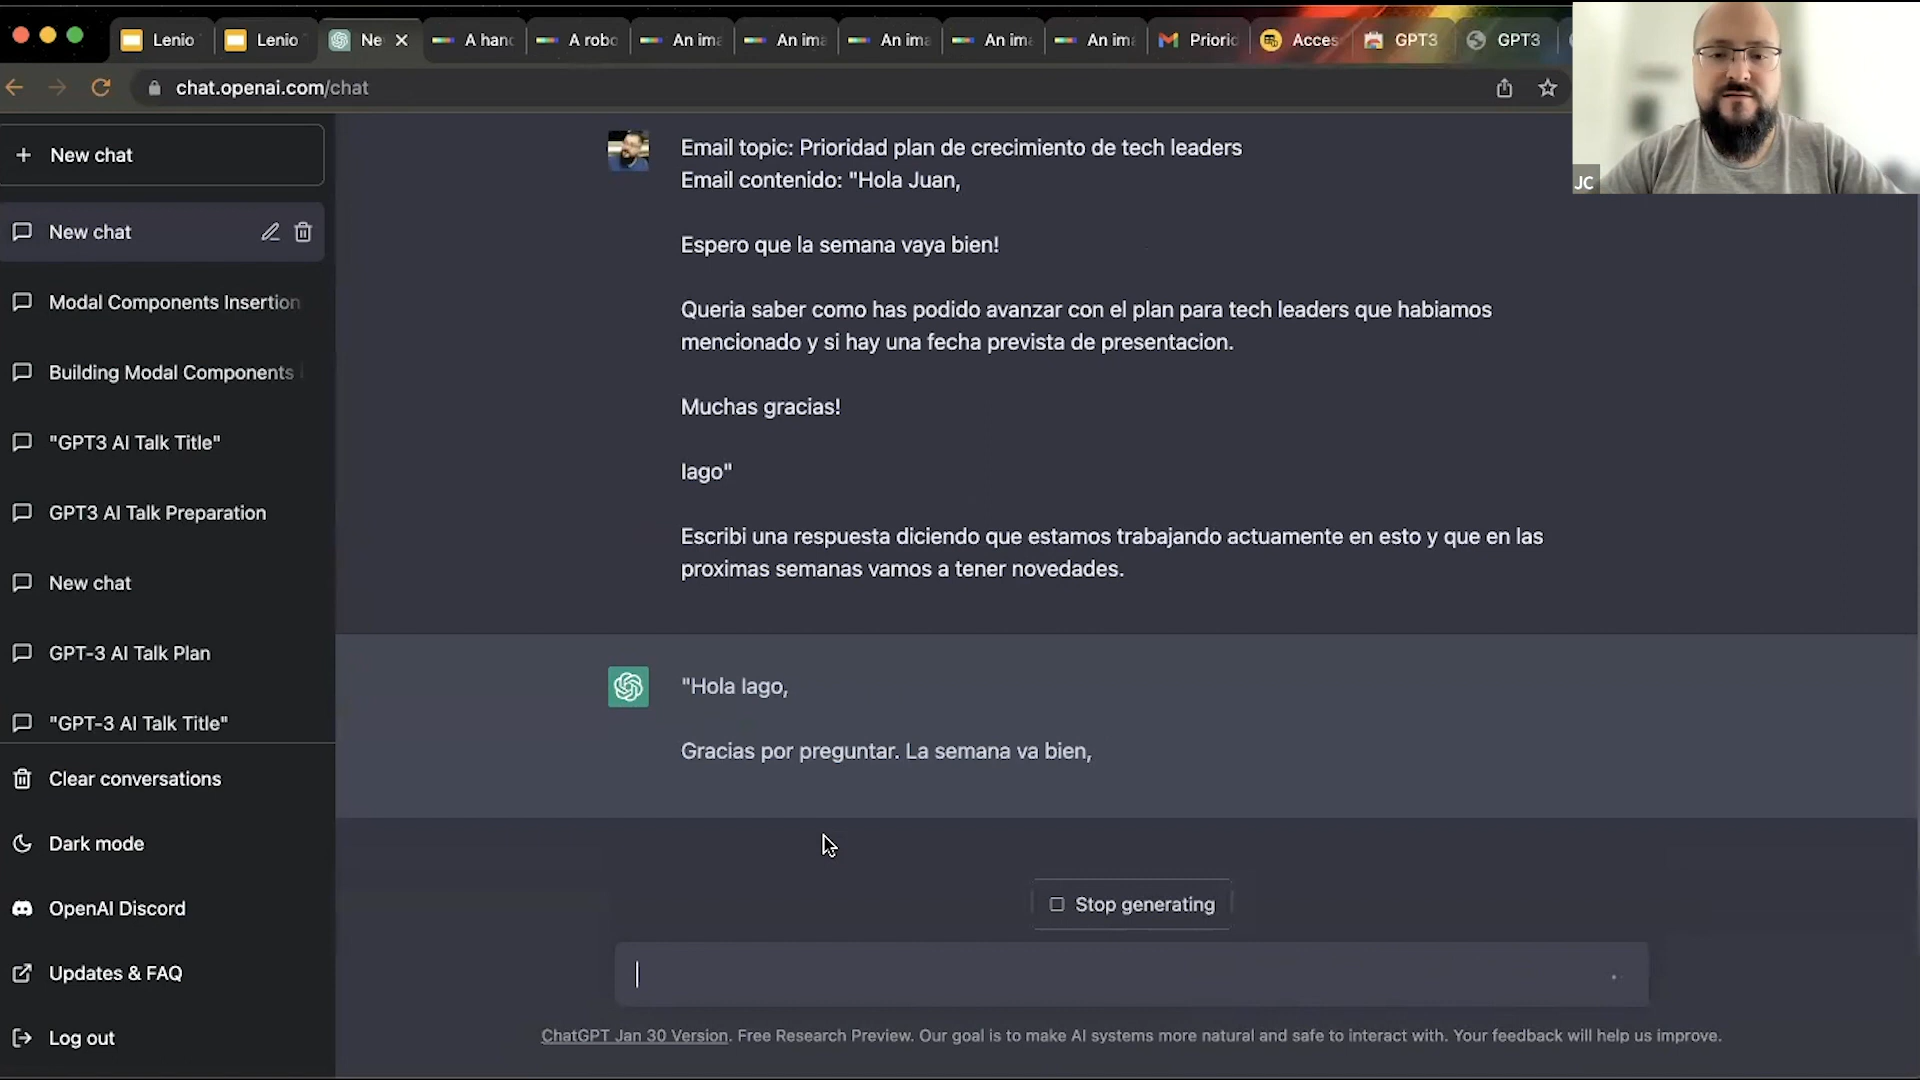 Lenio
Lenio
Ne
A hand
A robo
An ima
An ima
An ima
An ima
An ima
Priorid
Acces
GPT3
GPT3
chat.openai.com/chat
JC
New chat
New chat
Modal Components Insertion
Building Modal Components
"GPT3 AI Talk Title"
GPT3 AI Talk Preparation
New chat
GPT-3 AI Talk Plan
"GPT-3 AI Talk Title"
Clear conversations
Dark mode
OpenAI Discord
Updates & FAQ
Log out
Email topic: Prioridad plan de crecimiento de tech leaders
Email contenido: "Hola Juan,
Espero que la semana vaya bien!
Queria saber como has podido avanzar con el plan para tech leaders que habiamos
mencionado y si hay una fecha prevista de presentacion.
Muchas gracias!
Iago"
Escribi una respuesta diciendo que estamos trabajando actuamente en esto y que en las
proximas semanas vamos a tener novedades.
"Hola Iago,
Gracias por preguntar. La semana va bien,
Stop generating
ChatGPT Jan 30 Version. Free Research Preview. Our goal is to make AI systems more natural and safe to interact with. Your feedback will help us improve.